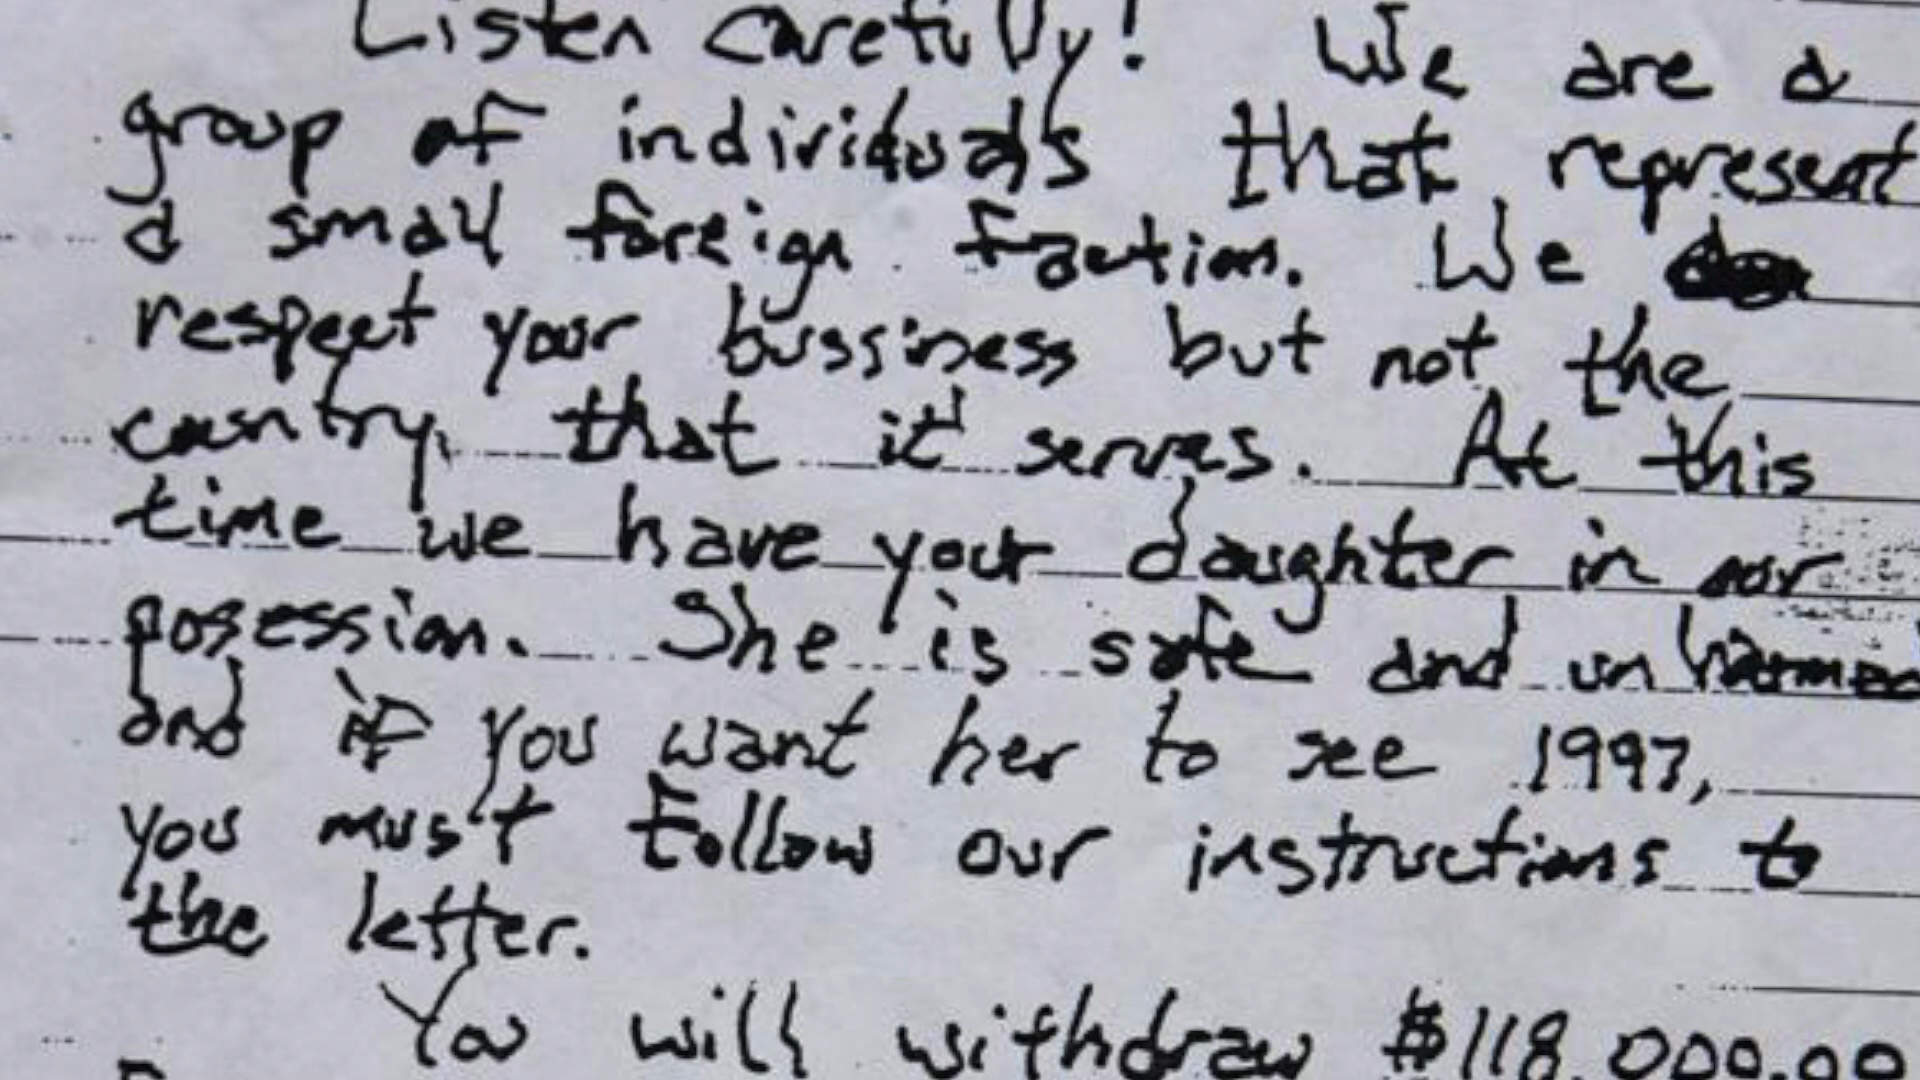 Listen carefully! We are a
group of individuals that represent
a small foreign faction. We
respect your bussiness but not the
country that it serves. At this
time we have your daughter in our
posession. She is safe and unharmed
and if you want her to see 1997,
you must follow our instructions to
the letter.
You will withdraw $118,000.00